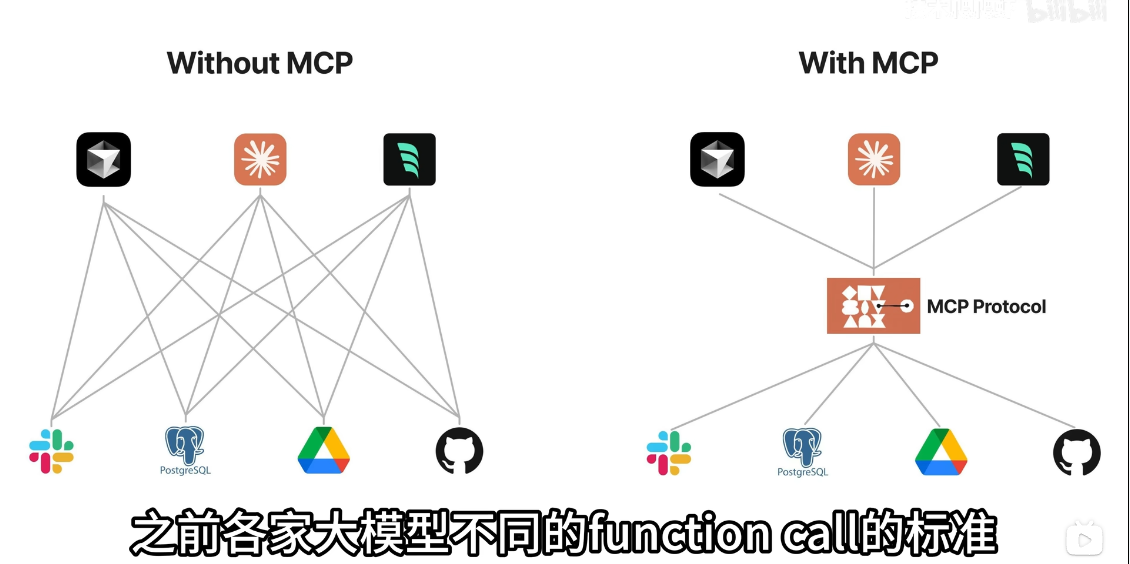 bilibili
Without MCP
With MCP
MCP Protocol
PostgreSQL
PostgreSQL
之前各家大模型不同的function call的标准